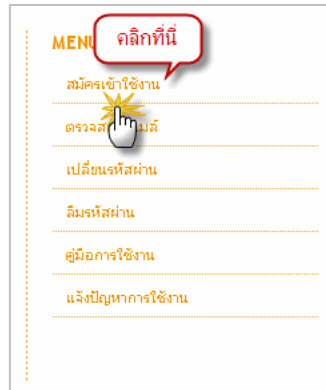 MENU
คลิกที่นี่
สมัครเข้าใช้งาน
เปลี่ยนรหัสผ่าน
ลืมรหัสผ่าน
คู่มือการใช้งาน
แจ้งปัญหาการใช้งาน